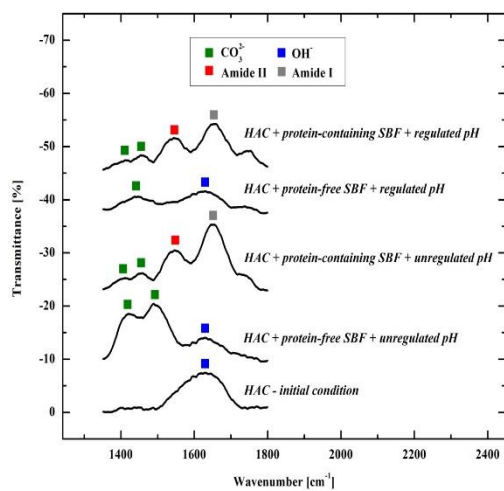 -70
-60
-50
-40
-30
-20
-10
0
Transmittance [%]
CO₃²⁻ OH⁻
Amide II Amide I
HAC + protein-containing SBF + regulated pH
HAC + protein-free SBF + regulated pH
HAC + protein-containing SBF + unregulated pH
HAC + protein-free SBF + unregulated pH
HAC - initial condition
1400 1600 1800 2000 2200 2400
Wavenumber [cm⁻¹]